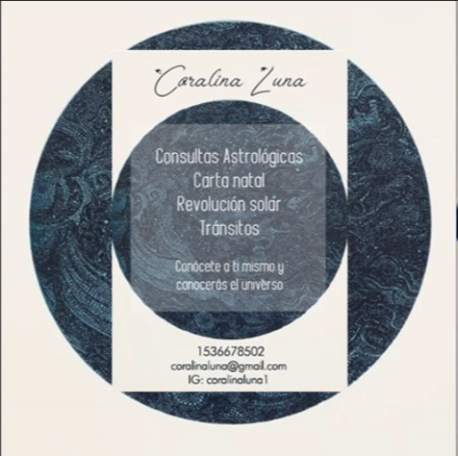 Coralina Luna
Consultas Astrológicas
Carta natal
Revolución solar
Tránsitos
Conócete a ti mismo y
conocerás el universo
1536678502
coralinaluna@gmail.com
IG: coralinaluna1